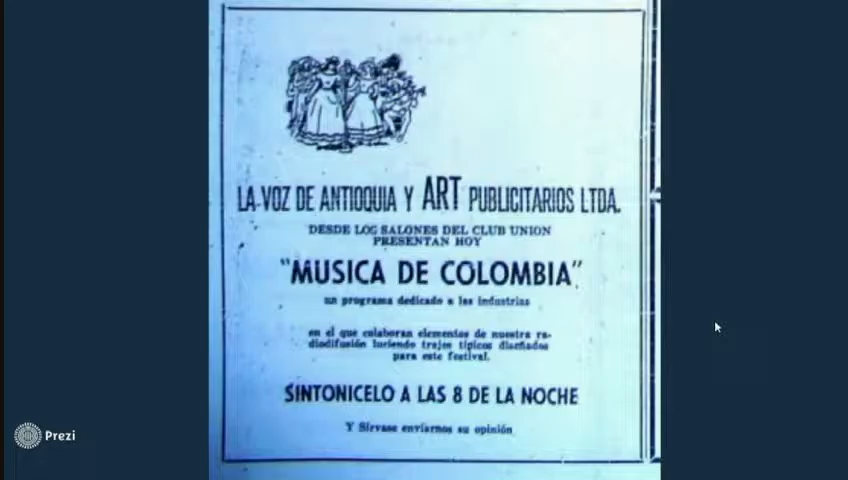 LA VOZ DE ANTIOQUIA Y ART PUBLICITARIOS LTDA.
DESDE LOS SALONES DEL CLUB UNION
PRESENTAN HOY
"MUSICA DE COLOMBIA"
un programa dedicado a las industrias
en el que colaboran elementos de nuestra ra-
diodifusión luciendo trajes típicos diseñados
para este festival.
SINTONICELO A LAS 8 DE LA NOCHE
Y Sírvase enviarnos su opinión
Prezi